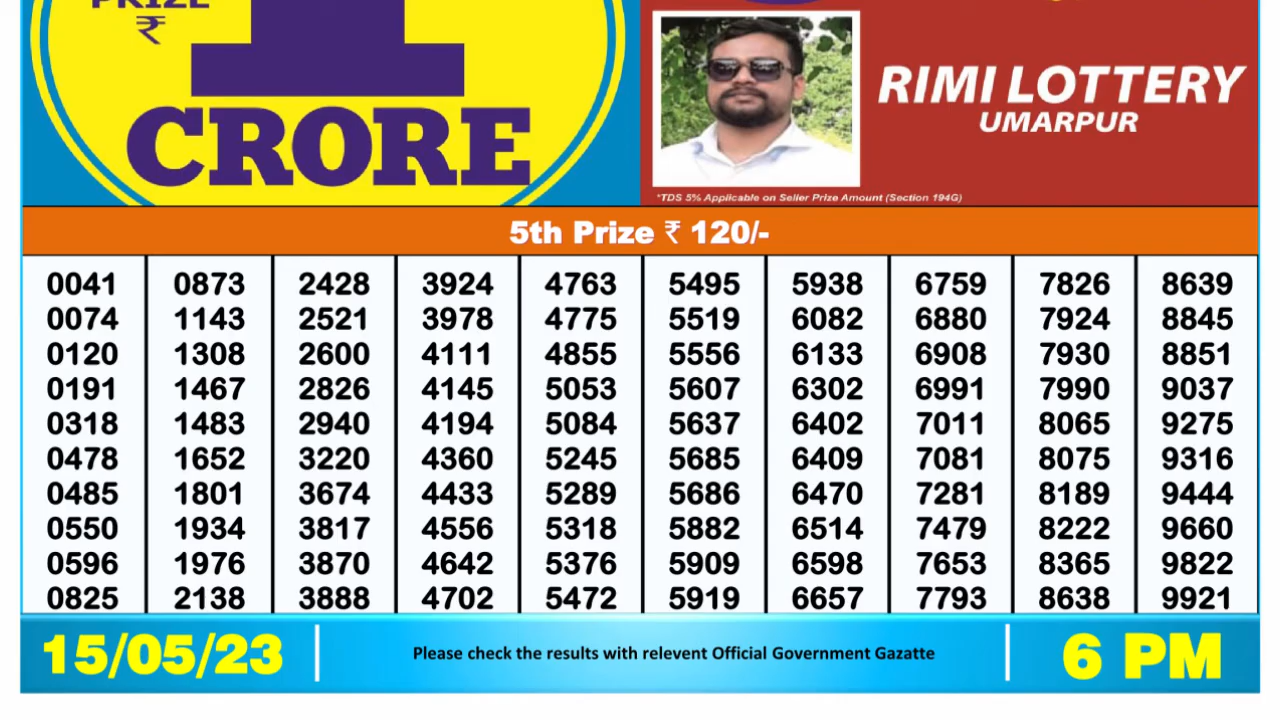 PRIZE
₹
1
CRORE
RIMI LOTTERY
UMARPUR
*TDS 5% Applicable on Seller Prize Amount (Section 194G)
5th Prize ₹ 120/-
0041 0873 2428 3924 4763 5495 5938 6759 7826 8639
0074 1143 2521 3978 4775 5519 6082 6880 7924 8845
0120 1308 2600 4111 4855 5556 6133 6908 7930 8851
0191 1467 2826 4145 5053 5607 6302 6991 7990 9037
0318 1483 2940 4194 5084 5637 6402 7011 8065 9275
0478 1652 3220 4360 5245 5685 6409 7081 8075 9316
0485 1801 3674 4433 5289 5686 6470 7281 8189 9444
0550 1934 3817 4556 5318 5882 6514 7479 8222 9660
0596 1976 3870 4642 5376 5909 6598 7653 8365 9822
0825 2138 3888 4702 5472 5919 6657 7793 8638 9921
15/05/23 Please check the results with relevent Official Government Gazatte 6 PM